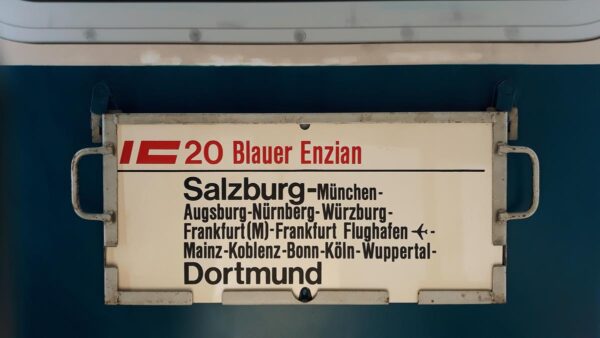 IC 20 Blauer Enzian
Salzburg-München-
Augsburg-Nürnberg-Würzburg-
Frankfurt(M)-Frankfurt Flughafen ✈-
Mainz-Koblenz-Bonn-Köln-Wuppertal-
Dortmund